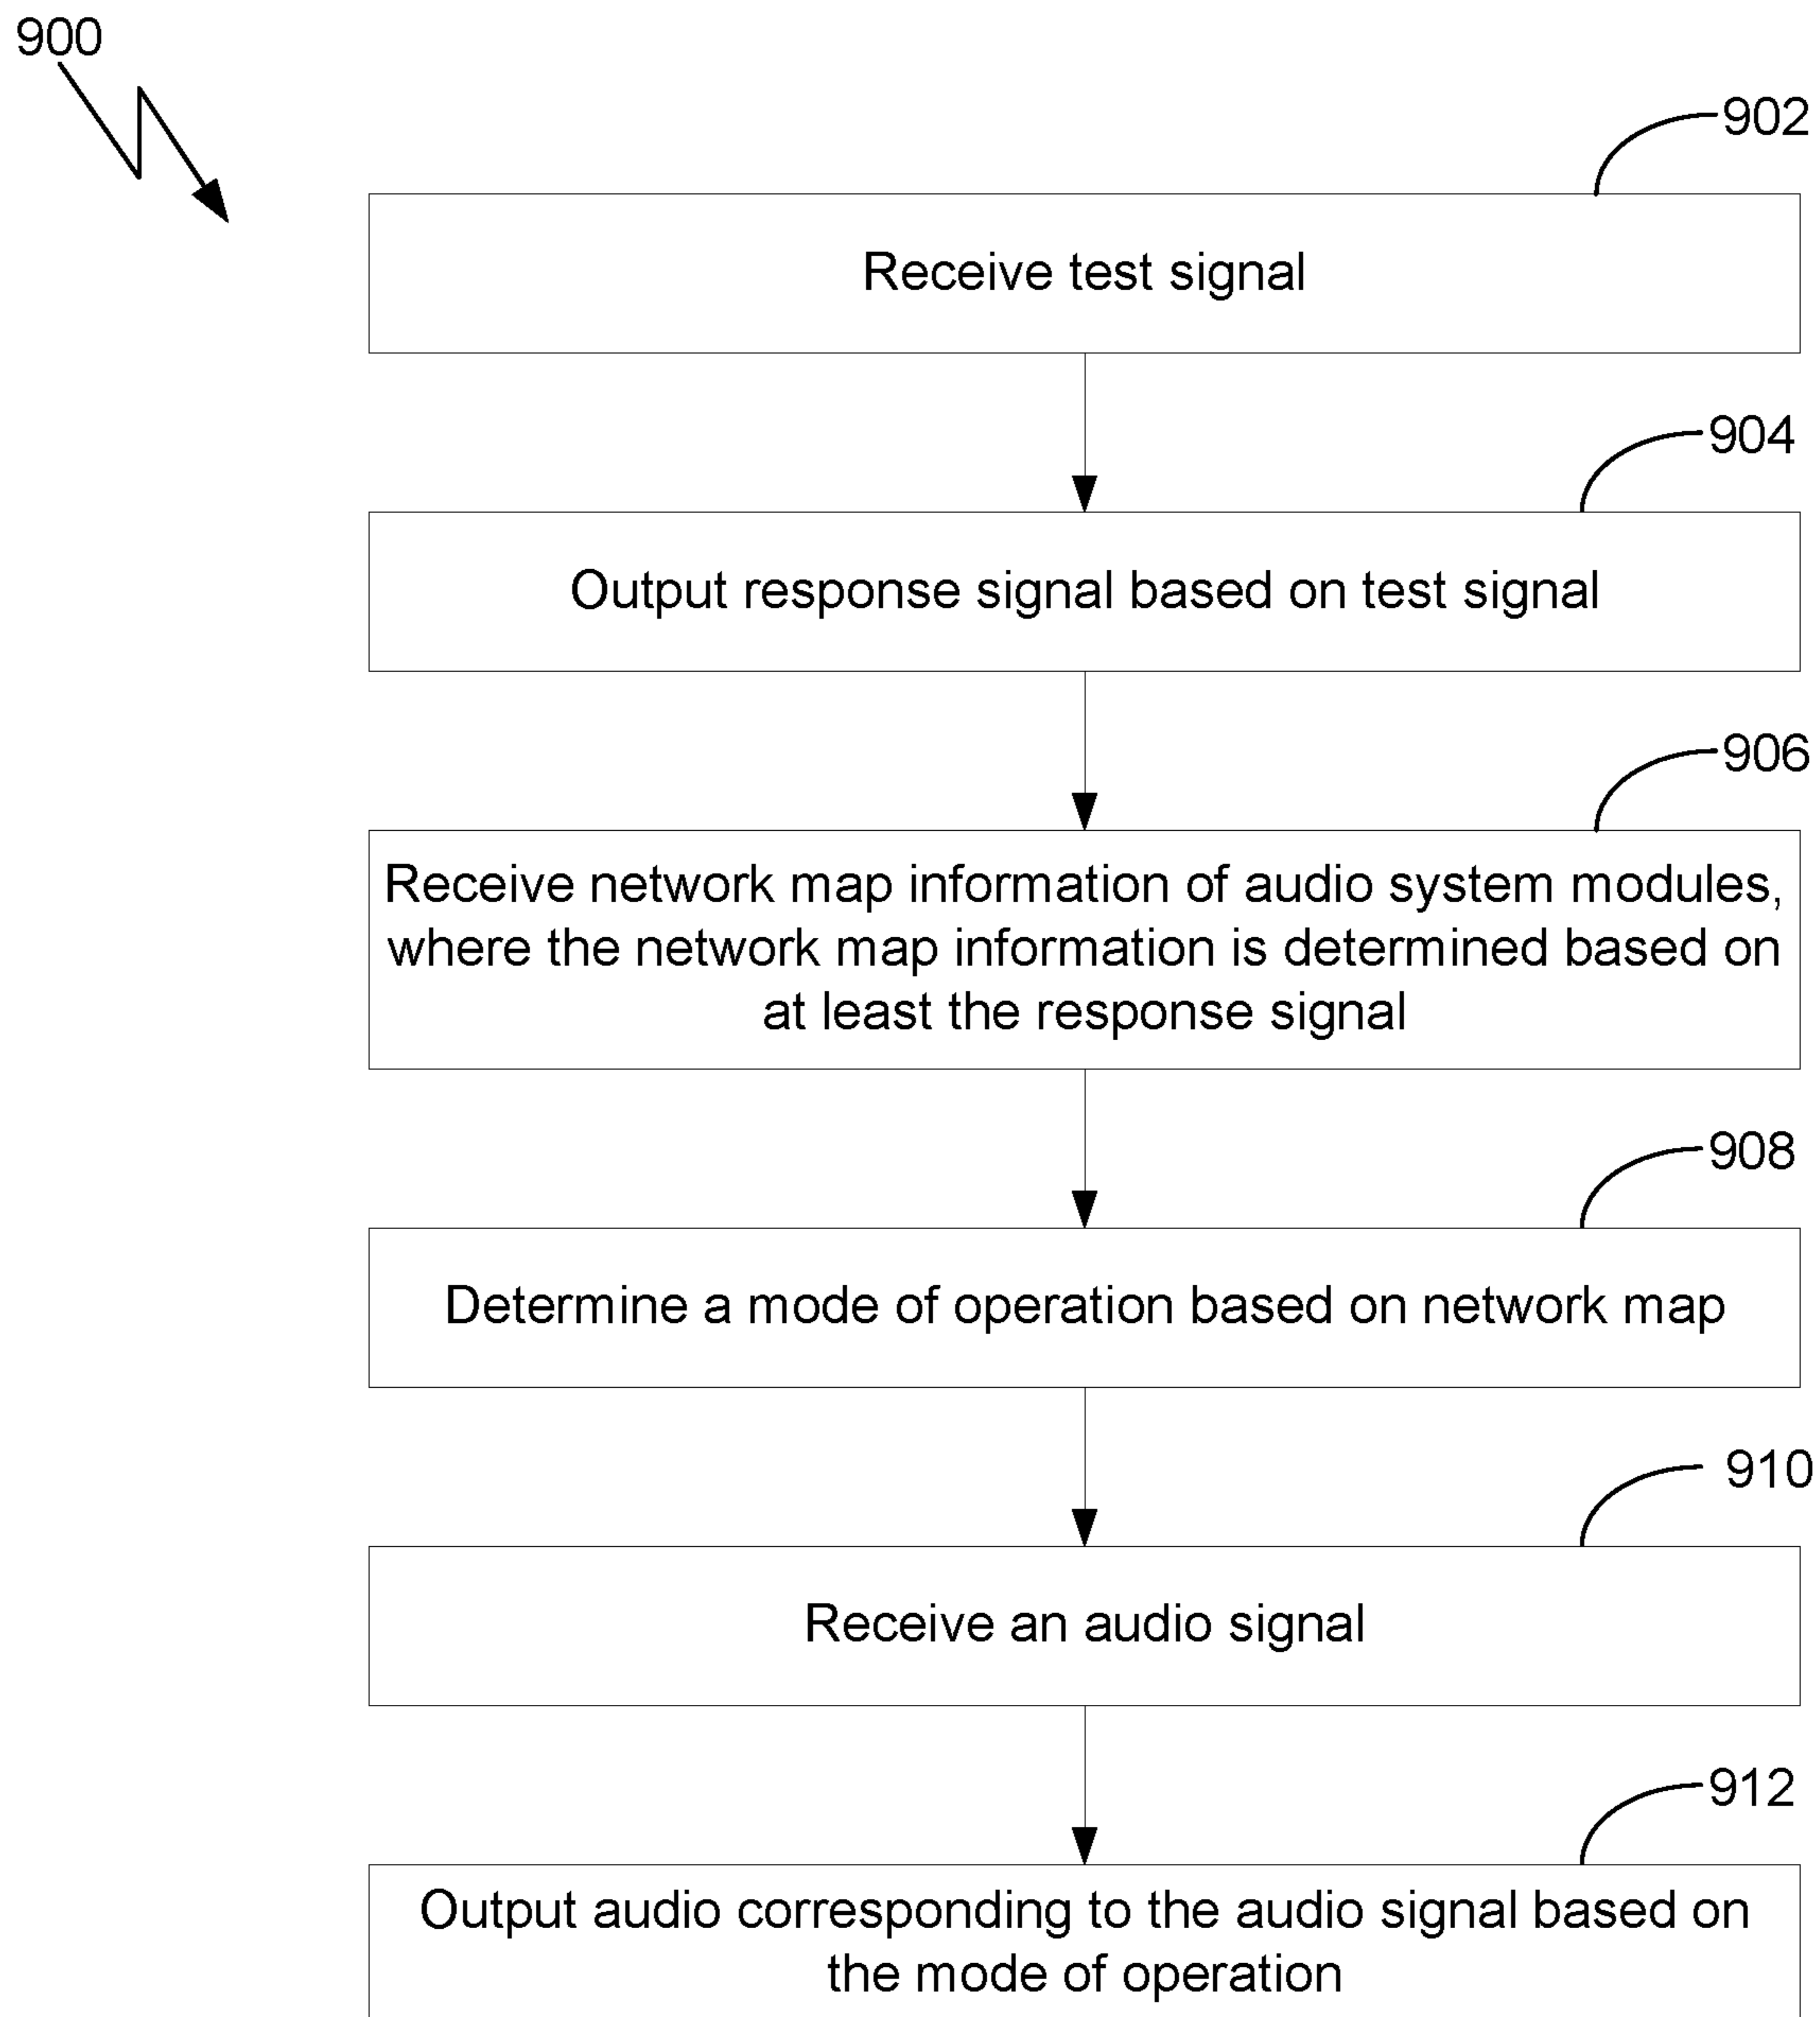 900
902
Receive test signal
904
Output response signal based on test signal
906
Receive network map information of audio system modules,
where the network map information is determined based on
at least the response signal
908
Determine a mode of operation based on network map
910
Receive an audio signal
912
Output audio corresponding to the audio signal based on
the mode of operation